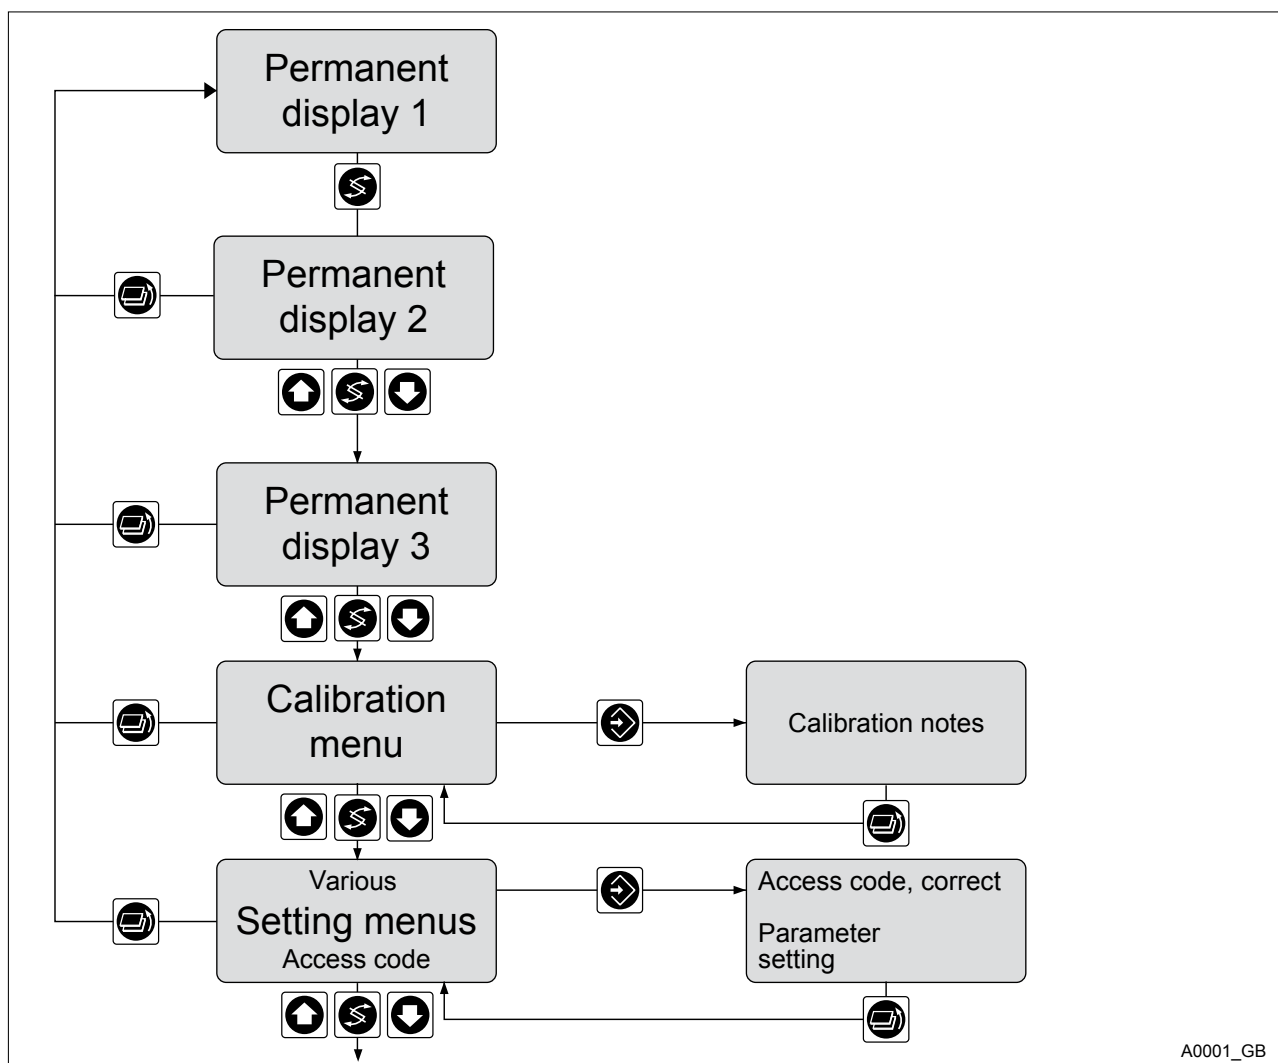 Permanent
display 1
Permanent
display 2
Permanent
display 3
Calibration
menu
Calibration notes
Various
Setting menus
Access code
Access code, correct
Parameter
setting
A0001_GB